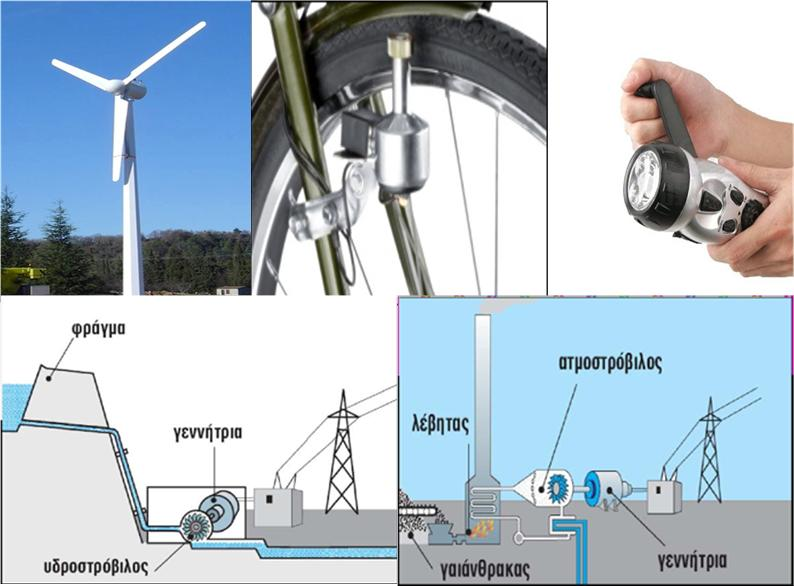 φράγμα
γεννήτρια
υδροστρόβιλος
ατμοστρόβιλος
λέβητας
γαιάνθρακας
γεννήτρια